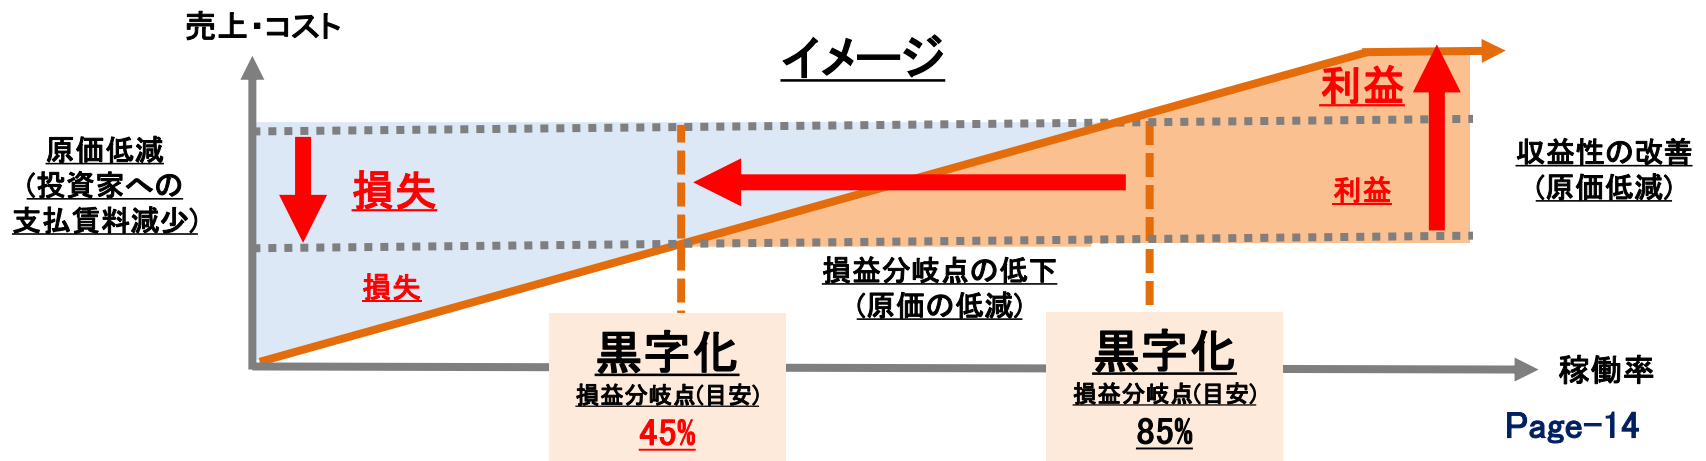 売上・コスト
イメージ
原価低減
(投資家への
支払賃料減少)
損失
損失
利益
利益
収益性の改善
(原価低減)
損益分岐点の低下
(原価の低減)
黒字化
損益分岐点(目安)
45%
黒字化
損益分岐点(目安)
85%
稼働率
Page-14